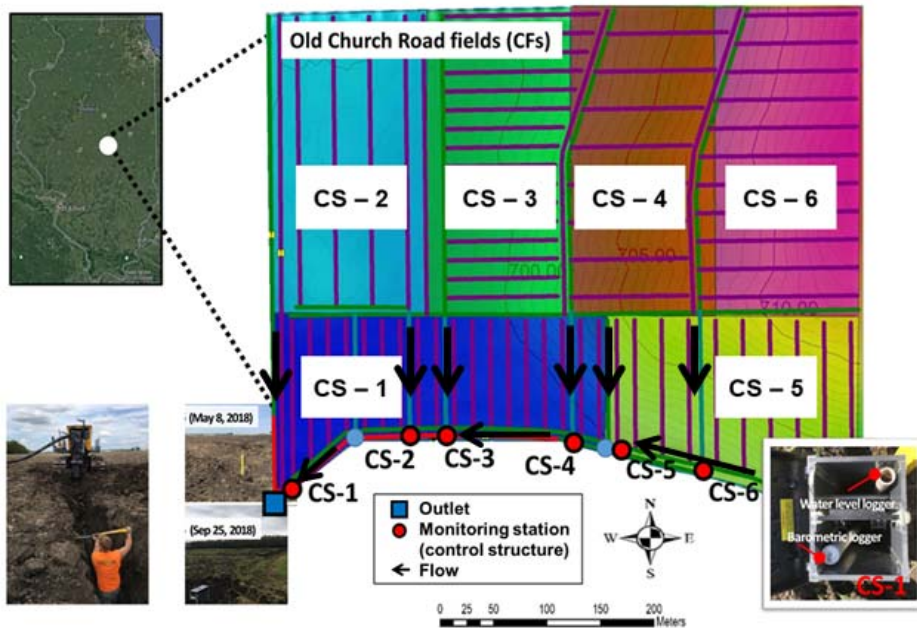 Old Church Road fields (CFs)
CS – 2
CS – 3
CS – 4
CS – 6
700.00
705.00
710.00
CS – 1
CS – 5
(May 8, 2018)
(Sep 25, 2018)
CS-1
CS-2
CS-3
CS-4
CS-5
CS-6
Outlet
Monitoring station
(control structure)
Flow
N
W
E
S
0 25 50 100 150 200
Meters
Water level logger
Barometric logger
CS-1